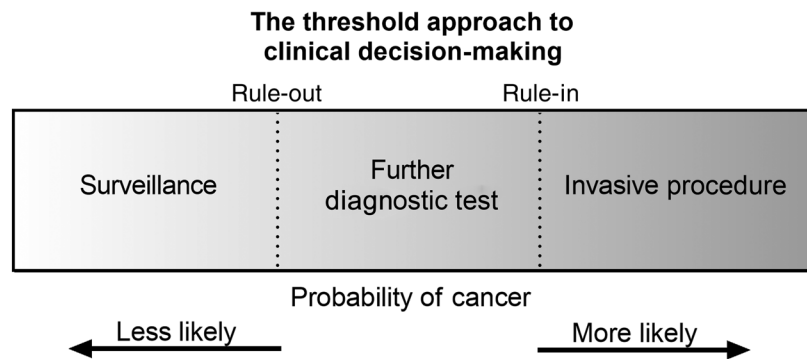 The threshold approach to
clinical decision-making
Rule-out
Rule-in
Surveillance
Further
diagnostic test
Invasive procedure
Probability of cancer
Less likely
More likely